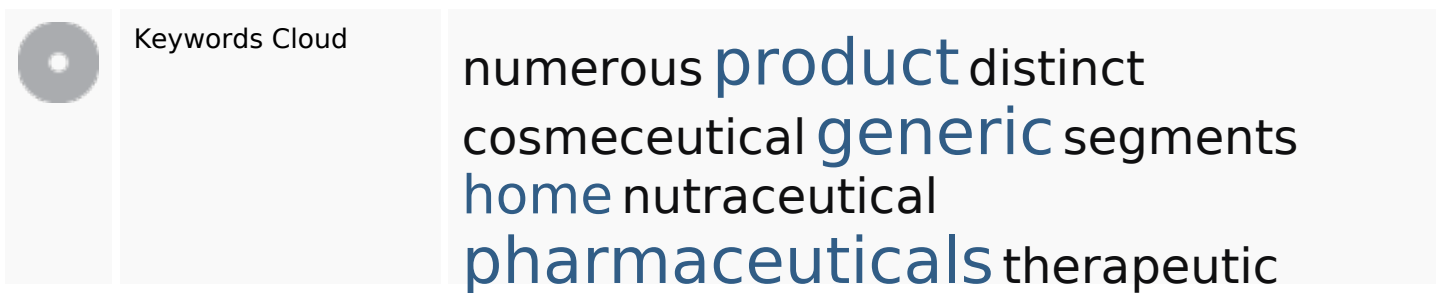 Keywords Cloud
numerous product distinct
cosmeceutical generic segments
home nutraceutical
pharmaceuticals therapeutic